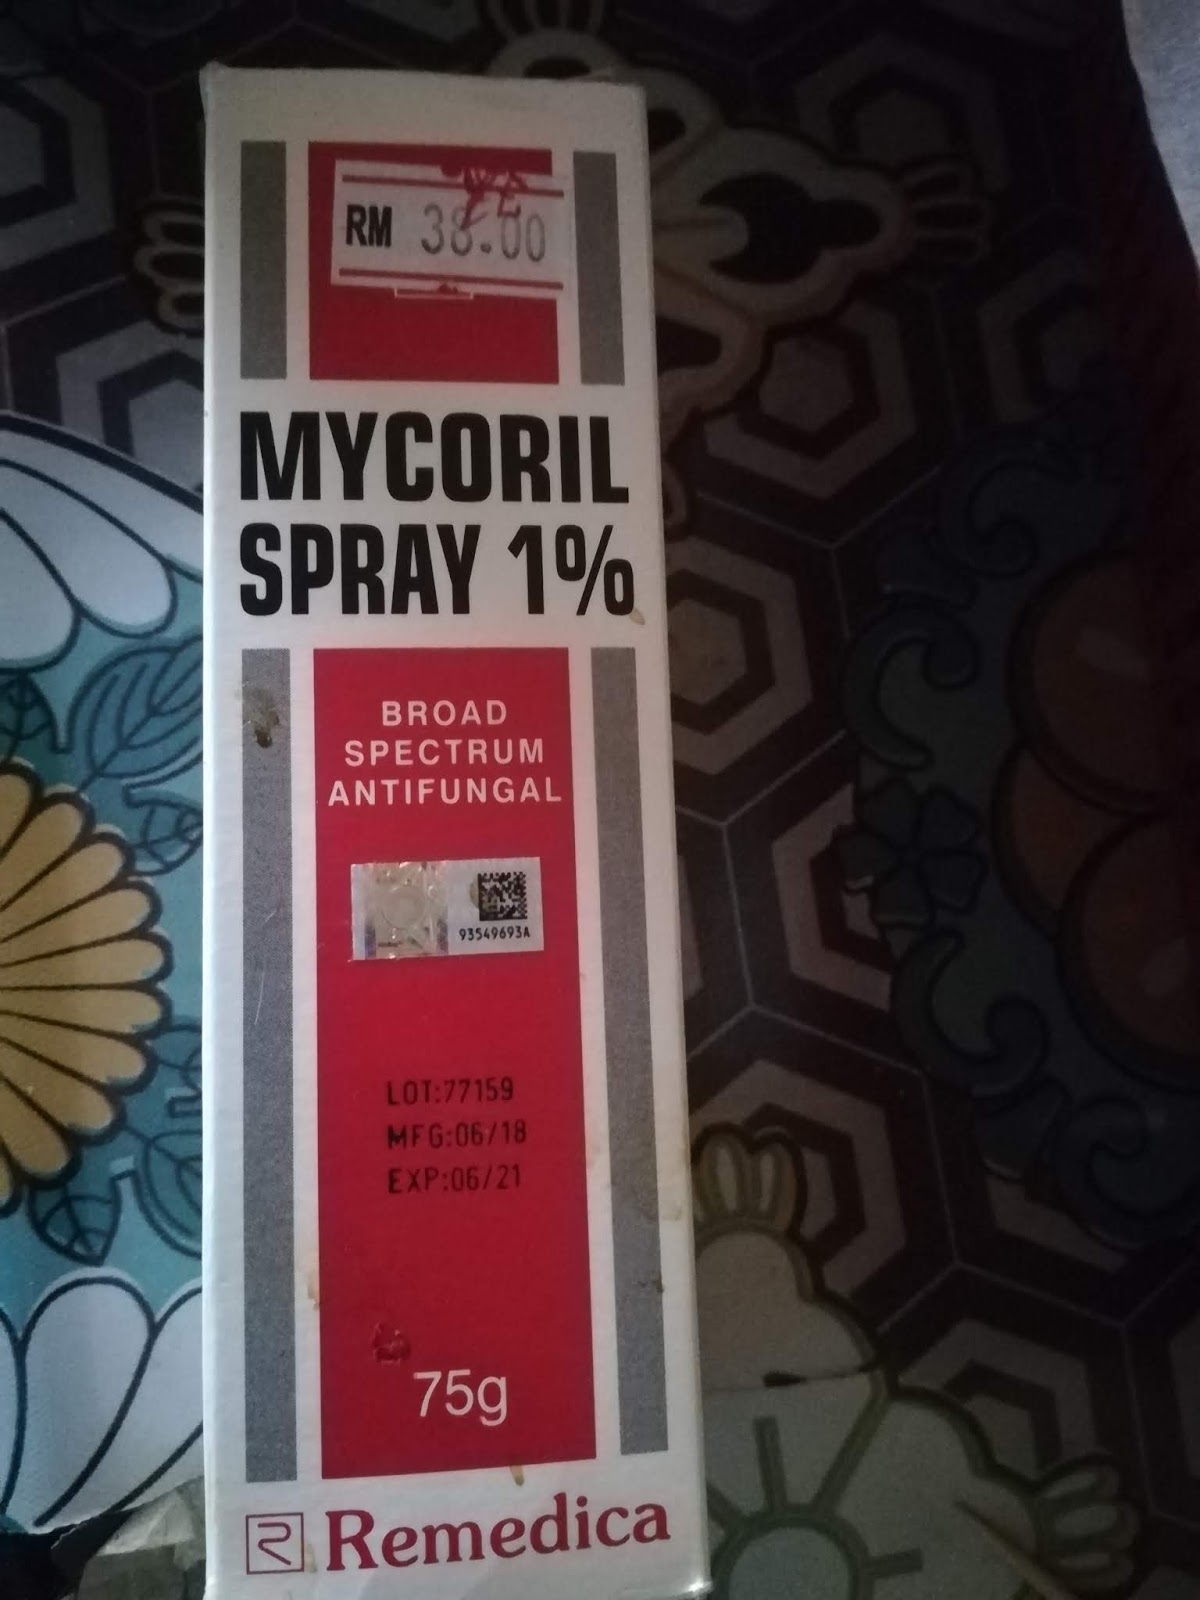 RM 38.00
MYCORIL
SPRAY 1%
BROAD
SPECTRUM
ANTIFUNGAL
93549693A
LOT:77159
MFG:06/18
EXP:06/21
75g
Remedica